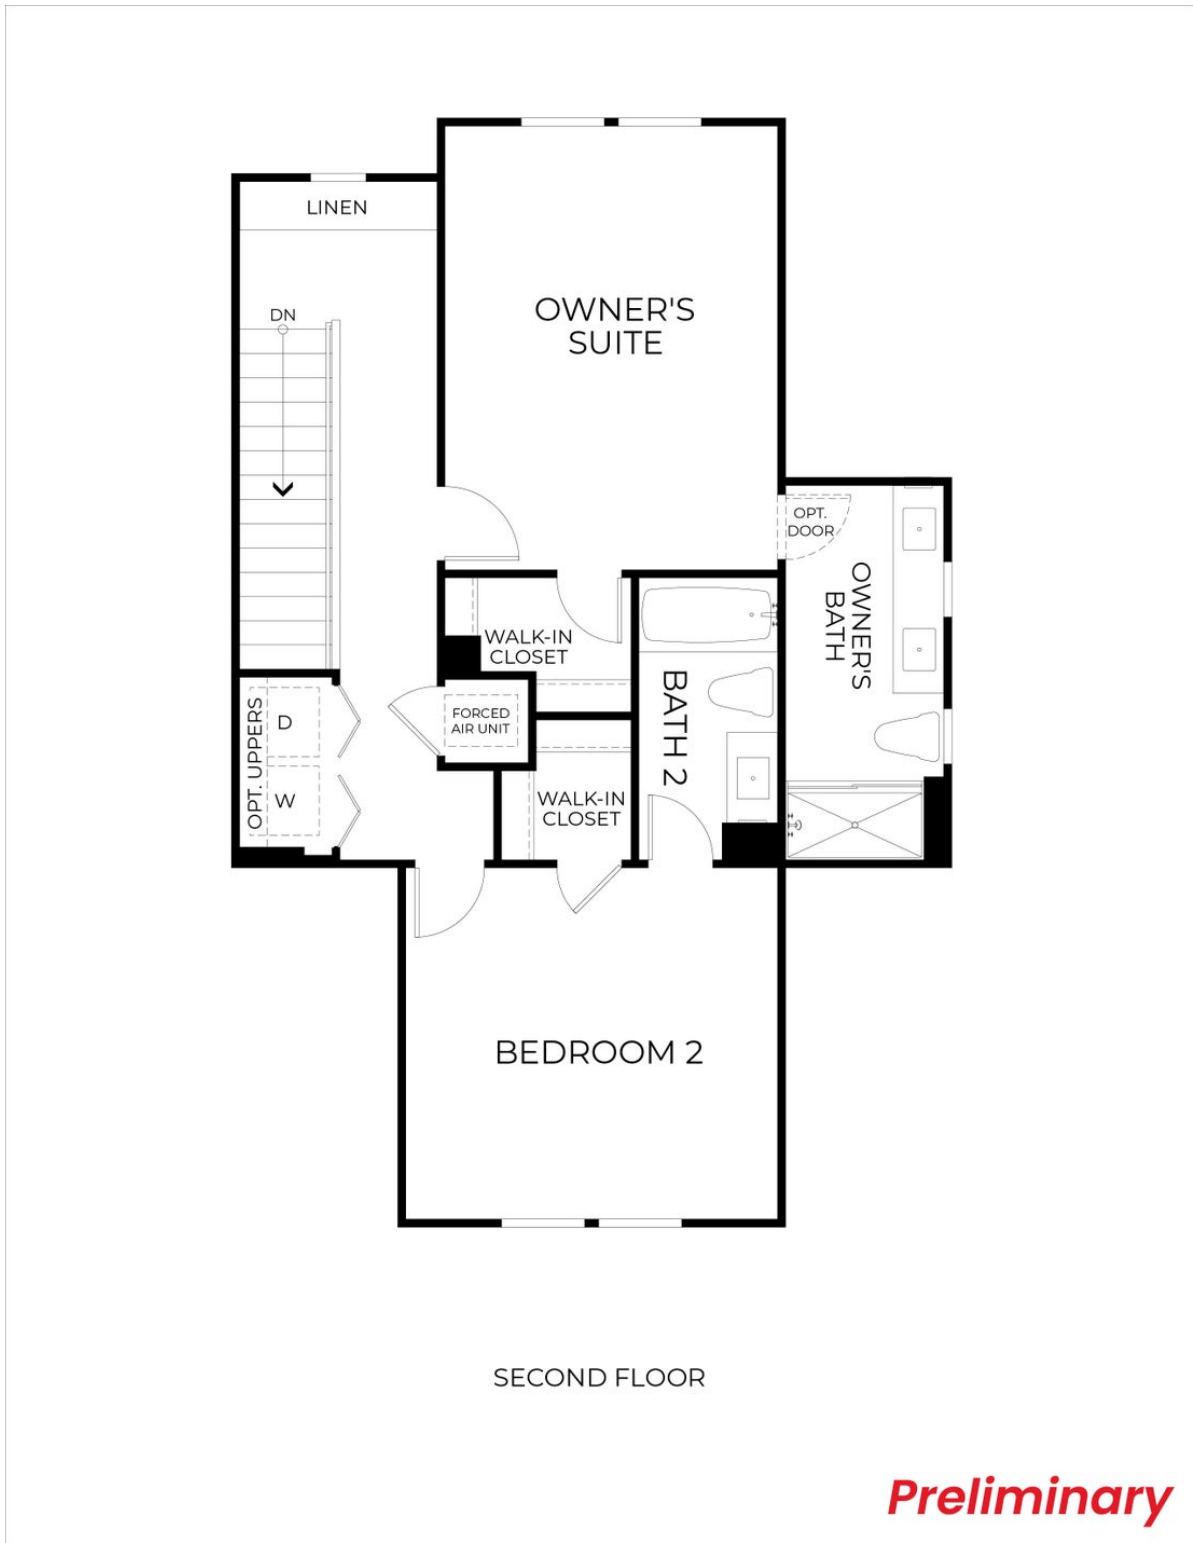 LINEN
OWNER'S
SUITE
DN
OPT.
DOOR
OWNER'S
BATH
WALK-IN
CLOSET
BATH 2
FORCED
AIR UNIT
OPT. UPPERS
D
W
WALK-IN
CLOSET
BEDROOM 2
SECOND FLOOR
Preliminary